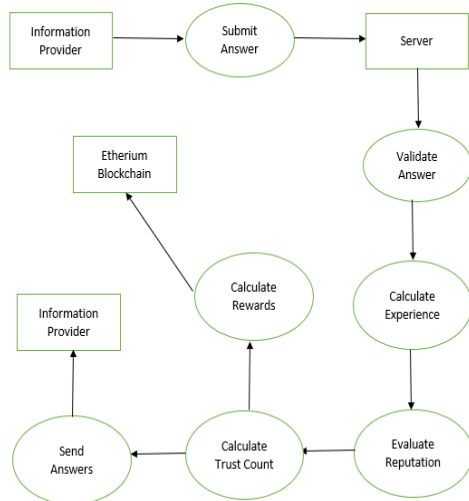 Information
Provider
Submit
Answer
Server
Validate
Answer
Etherium
Blockchain
Calculate
Experience
Calculate
Rewards
Information
Provider
Evaluate
Reputation
Calculate
Trust Count
Send
Answers